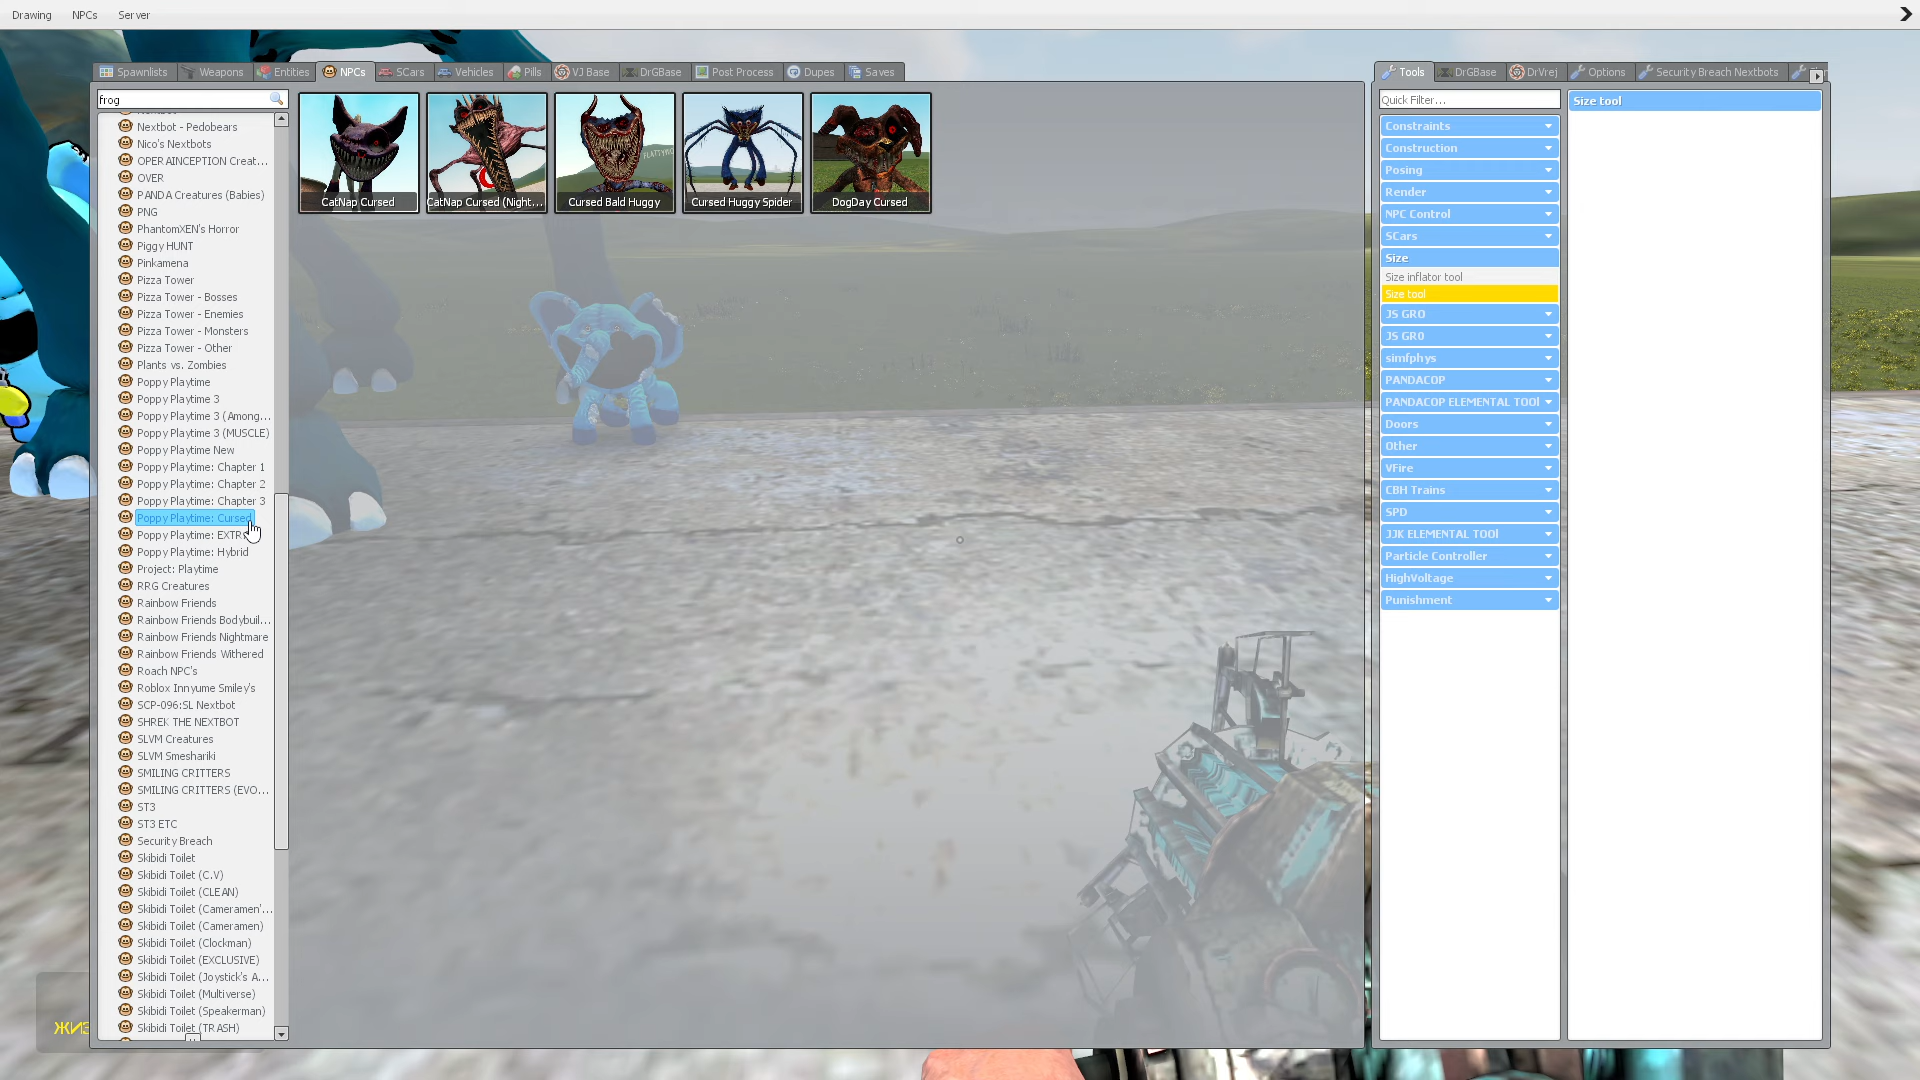 Drawing NPCs Server
Spawnlists Weapons Entities NPCs SCars Vehicles Pills VJ Base DrGBase Post Process Dupes Saves
frog
Nextbot - Pedobears
Nico's Nextbots
OPERAINCEPTION Creat...
OVER
PANDA Creatures (Babies)
PNG
PhantomXEN's Horror
Piggy HUNT
Pinkamena
Pizza Tower
Pizza Tower - Bosses
Pizza Tower - Enemies
Pizza Tower - Monsters
Pizza Tower - Other
Plants vs. Zombies
Poppy Playtime
Poppy Playtime 3
Poppy Playtime 3 (Among...
Poppy Playtime 3 (MUSCLE)
Poppy Playtime New
Poppy Playtime: Chapter 1
Poppy Playtime: Chapter 2
Poppy Playtime: Chapter 3
Poppy Playtime: Cursed
Poppy Playtime: EXTR
Poppy Playtime: Hybrid
Project: Playtime
RRG Creatures
Rainbow Friends
Rainbow Friends Bodybuil...
Rainbow Friends Nightmare
Rainbow Friends Withered
Roach NPC's
Roblox Innyume Smiley's
SCP-096:SL Nextbot
SHREK THE NEXTBOT
SLVM Creatures
SLVM Smeshariki
SMILING CRITTERS
SMILING CRITTERS (EVO...
ST3
ST3 ETC
Security Breach
Skibidi Toilet
Skibidi Toilet (C.V)
Skibidi Toilet (CLEAN)
Skibidi Toilet (Cameramen'...
Skibidi Toilet (Cameramen)
Skibidi Toilet (Clockman)
Skibidi Toilet (EXCLUSIVE)
Skibidi Toilet (Joystick's A...
Skibidi Toilet (Multiverse)
Skibidi Toilet (Speakerman)
Skibidi Toilet (TRASH)
CatNap Cursed
CatNap Cursed (Night...
Cursed Bald Huggy
Cursed Huggy Spider
DogDay Cursed
Tools DrGBase DrVrej Options Security Breach Nextbots
Quick Filter...
Constraints
Construction
Posing
Render
NPC Control
SCars
Size
Size inflator tool
Size tool
JS GRO
JS GR0
simfphys
PANDACOP
PANDACOP ELEMENTAL TOOl
Doors
Other
VFire
CBH Trains
SPD
JJK ELEMENTAL TOOl
Particle Controller
HighVoltage
Punishment
Size tool
ЖИЗ